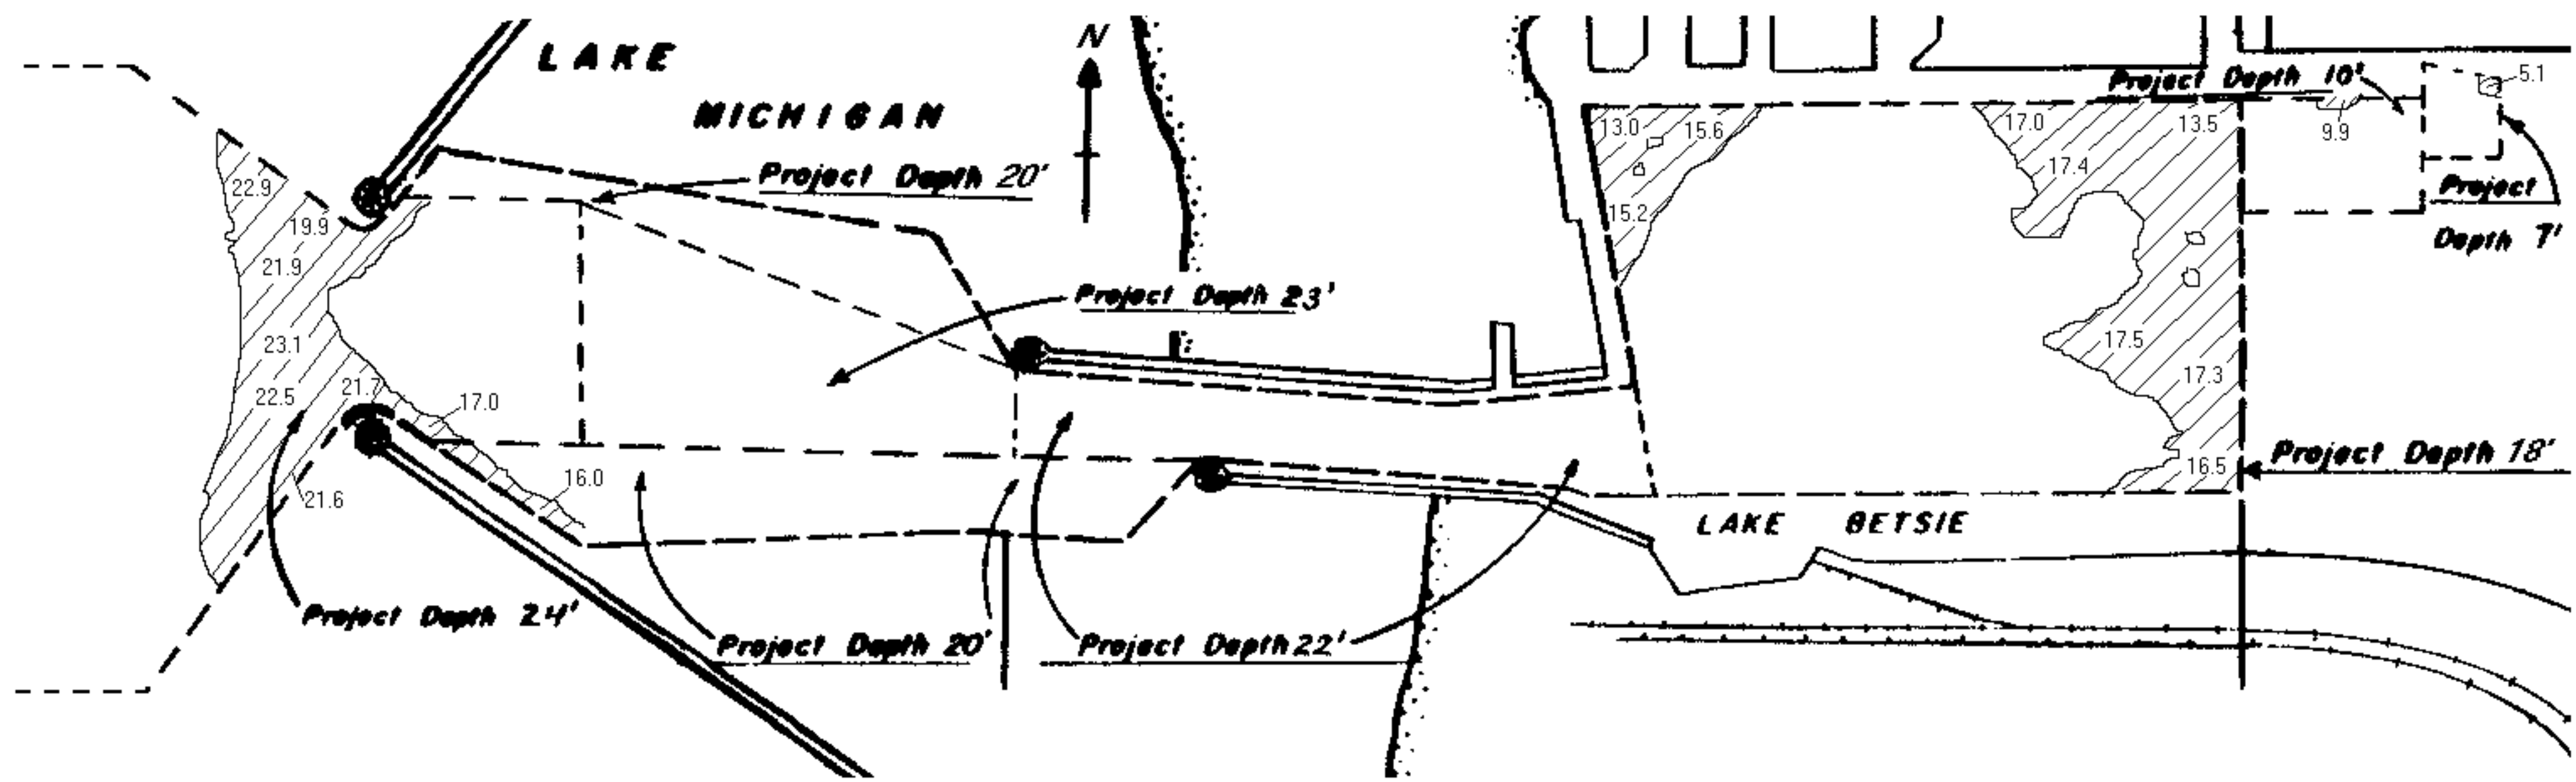 LAKE
MICHIGAN
N
Project Depth 10'
5.1
13.0
15.6
17.0
13.5
9.9
22.9
Project Depth 20'
17.4
Project
Depth 7'
19.9
15.2
21.9
Project Depth 23'
23.1
17.5
21.7
17.3
22.5
17.0
Project Depth 18'
16.5
16.0
21.6
LAKE BETSIE
Project Depth 24'
Project Depth 20'
Project Depth 22'